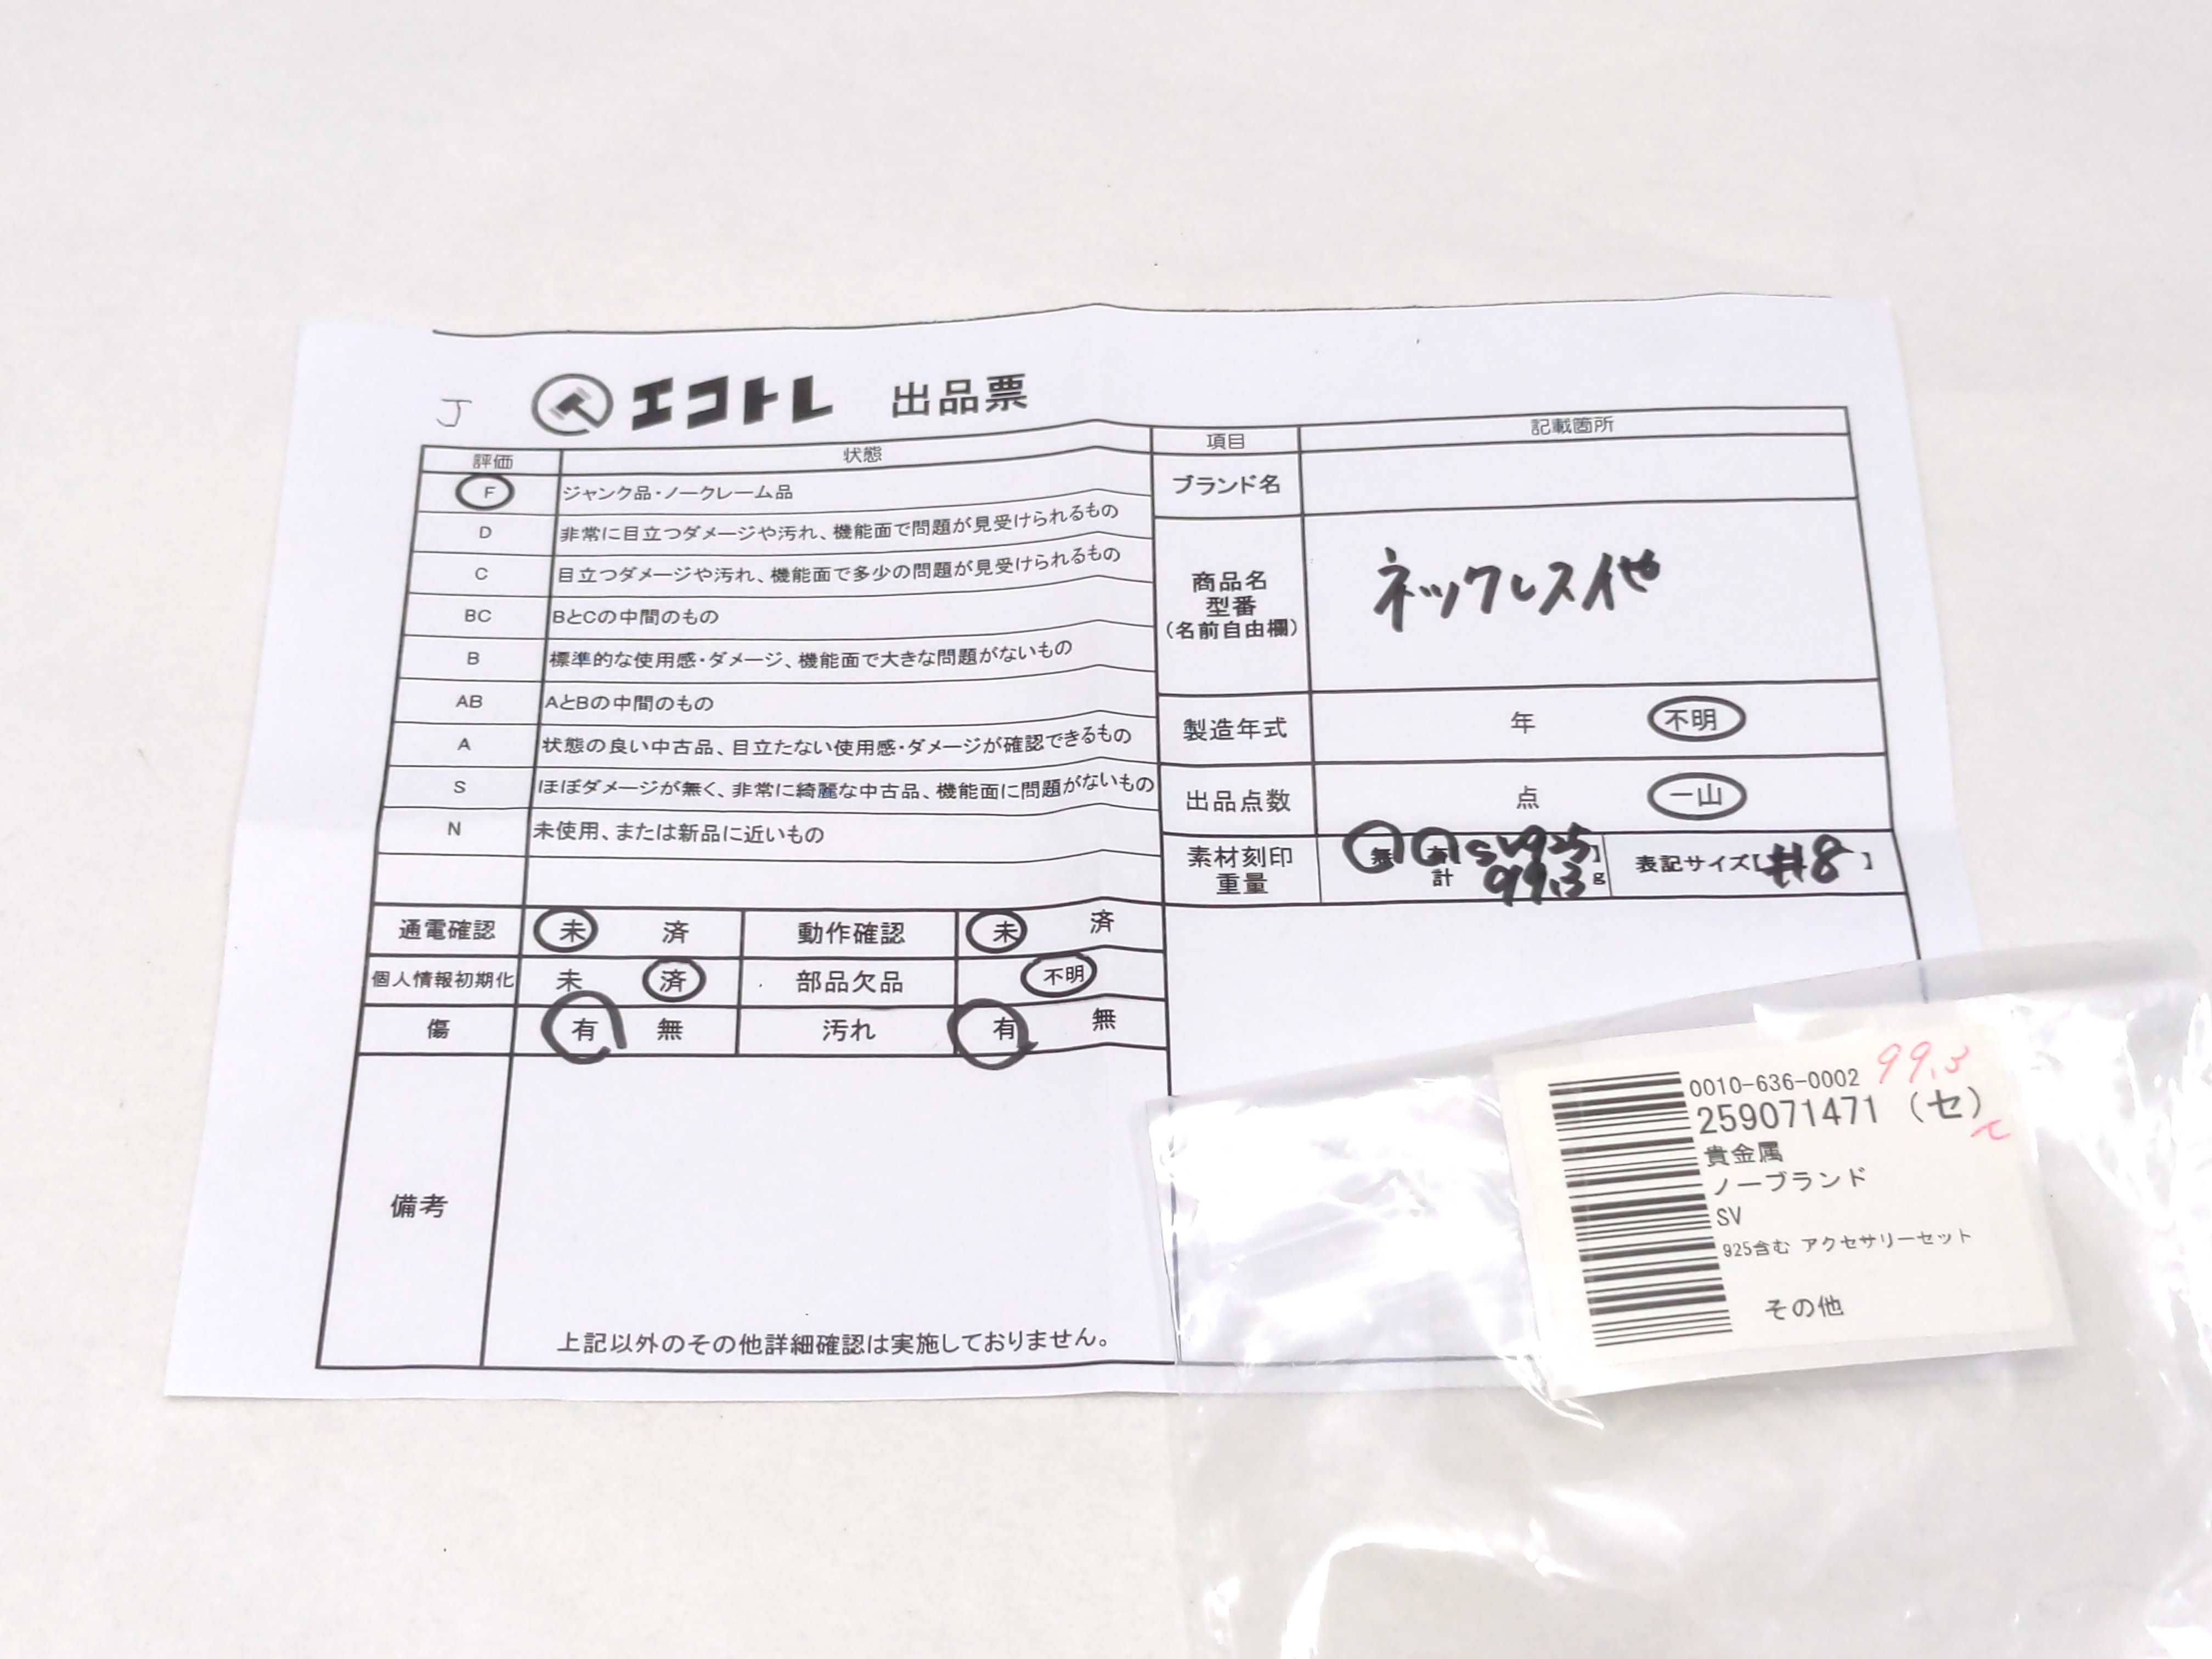 J エコトレ 出品票
評価 状態 項目 記載箇所
F ジャンク品・ノークレーム品
D 非常に目立つダメージや汚れ、機能面で問題が見受けられるもの
C 目立つダメージや汚れ、機能面で多少の問題が見受けられるもの
BC BとCの中間のもの
B 標準的な使用感・ダメージ、機能面で大きな問題がないもの
AB AとBの中間のもの
A 状態の良い中古品、目立たない使用感・ダメージが確認できるもの
S ほぼダメージが無く、非常に綺麗な中古品、機能面に問題がないもの
N 未使用、または新品に近いもの
ブランド名
商品名
型番
(名前自由欄)
ネックレス他
製造年式 年 不明
出品点数 点 一山
素材刻印
重量
無 有【SV925】
計 99.3 g
表記サイズ【#8】
通電確認 未 済 動作確認 未 済
個人情報初期化 未 済 部品欠品 不明
傷 有 無 汚れ 有 無
備考
上記以外のその他詳細確認は実施しておりません。
0010-636-0002 99.3
259071471 (セ)
貴金属
ノーブランド
SV
925含む アクセサリーセット
その他